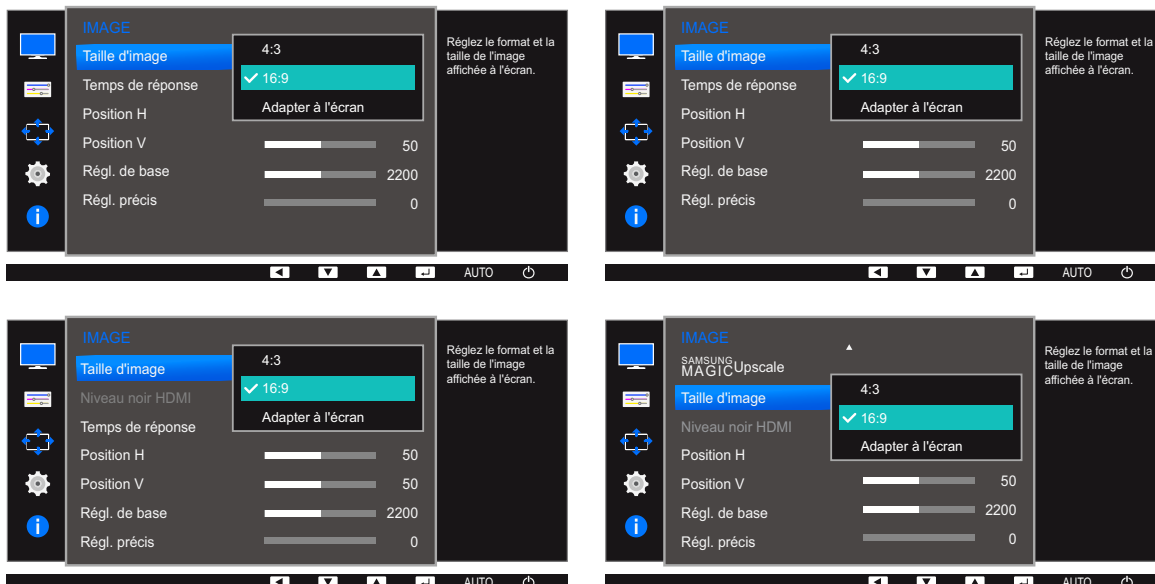 IMAGE
Taille d'image
Temps de réponse
Position H
Position V
Régl. de base
Régl. précis
4:3
16:9
Adapter à l'écran
50
2200
0
Réglez le format et la
taille de l'image
affichée à l'écran.
AUTO
IMAGE
Taille d'image
Temps de réponse
Position H
Position V
Régl. de base
Régl. précis
4:3
16:9
Adapter à l'écran
50
2200
0
Réglez le format et la
taille de l'image
affichée à l'écran.
AUTO
IMAGE
Taille d'image
Niveau noir HDMI
Temps de réponse
Position H
Position V
Régl. de base
Régl. précis
4:3
16:9
Adapter à l'écran
50
50
2200
0
Réglez le format et la
taille de l'image
affichée à l'écran.
AUTO
IMAGE
SAMSUNG
MAGICUpscale
Taille d'image
Niveau noir HDMI
Position H
Position V
Régl. de base
Régl. précis
4:3
16:9
Adapter à l'écran
50
2200
0
Réglez le format et la
taille de l'image
affichée à l'écran.
AUTO